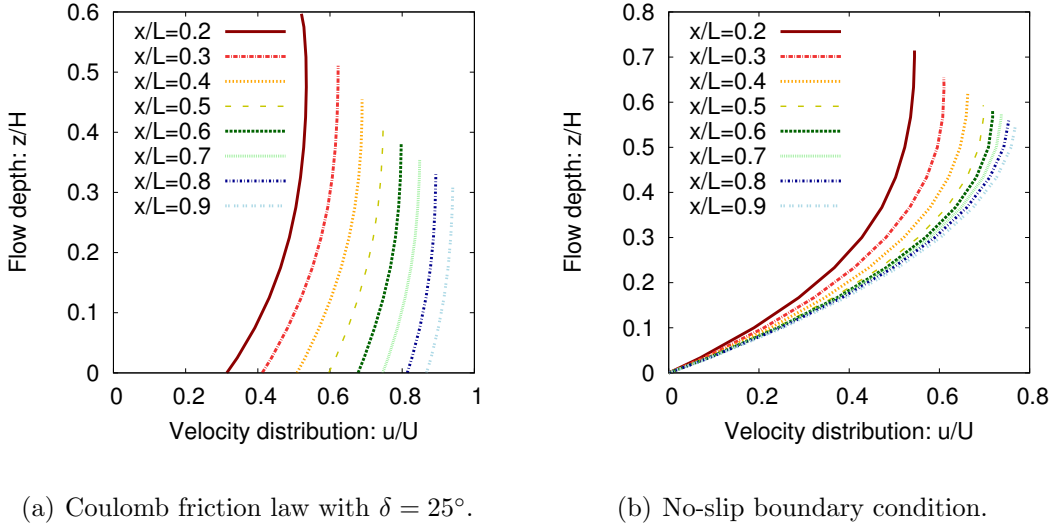 0.6
0.5
0.4
0.3
0.2
0.1
0
Flow depth: z/H
x/L=0.2
x/L=0.3
x/L=0.4
x/L=0.5
x/L=0.6
x/L=0.7
x/L=0.8
x/L=0.9
0 0.2 0.4 0.6 0.8 1
Velocity distribution: u/U
(a) Coulomb friction law with δ = 25°.
0.8
0.7
0.6
0.5
0.4
0.3
0.2
0.1
0
Flow depth: z/H
x/L=0.2
x/L=0.3
x/L=0.4
x/L=0.5
x/L=0.6
x/L=0.7
x/L=0.8
x/L=0.9
0 0.2 0.4 0.6 0.8
Velocity distribution: u/U
(b) No-slip boundary condition.